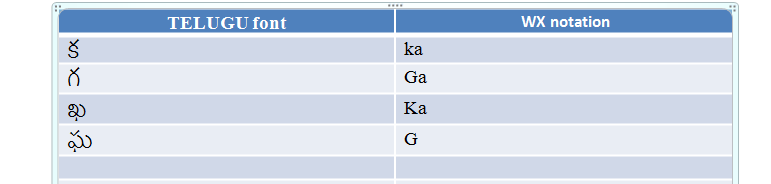 TELUGU font WX notation
క ka
గ Ga
ఖ Ka
ఘ G